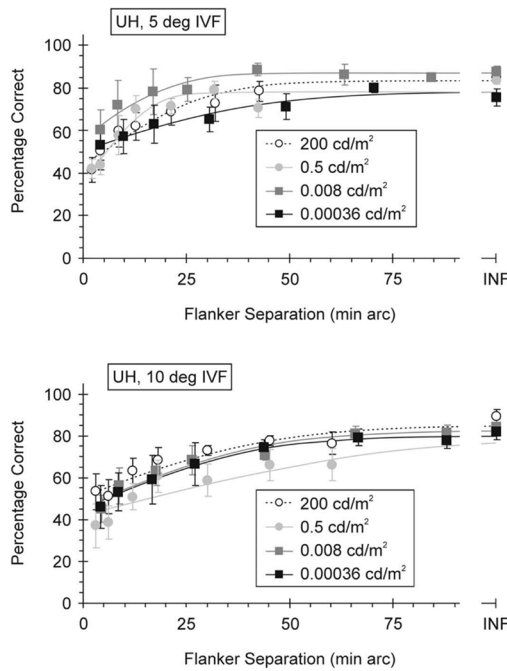 UH, 5 deg IVF
100
80
60
40
20
0
Percentage Correct
200 cd/m²
0.5 cd/m²
0.008 cd/m²
0.00036 cd/m²
0 25 50 75 INF
Flanker Separation (min arc)
UH, 10 deg IVF
100
80
60
40
20
0
Percentage Correct
200 cd/m²
0.5 cd/m²
0.008 cd/m²
0.00036 cd/m²
0 25 50 75 INF
Flanker Separation (min arc)